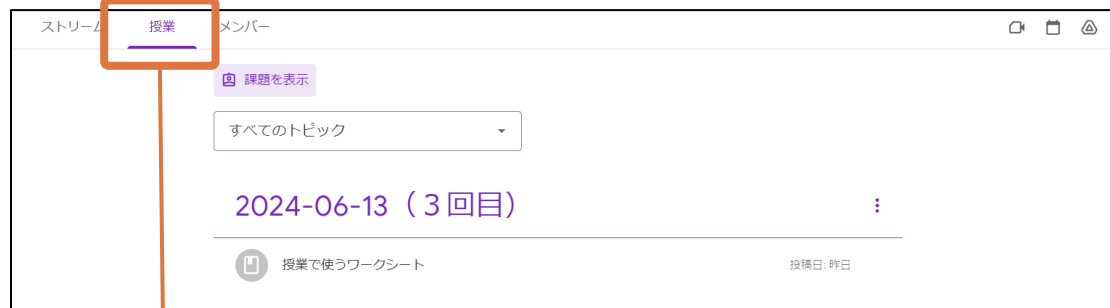 ストリーム 授業 メンバー
課題を表示
すべてのトピック
2024-06-13（３回目）
授業で使うワークシート 投稿日: 昨日